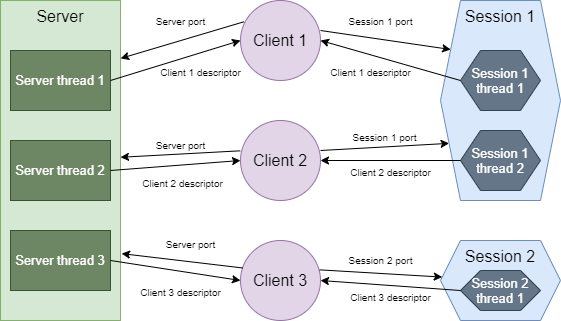 Server
Session 1
Server port
Client 1
Session 1 port
Server thread 1
Client 1 descriptor
Client 1 descriptor
Session 1
thread 1
Server port
Client 2
Session 1 port
Server thread 2
Client 2 descriptor
Client 2 descriptor
Session 1
thread 2
Server port
Client 3
Session 2 port
Session 2
Server thread 3
Client 3 descriptor
Client 3 descriptor
Session 2
thread 1